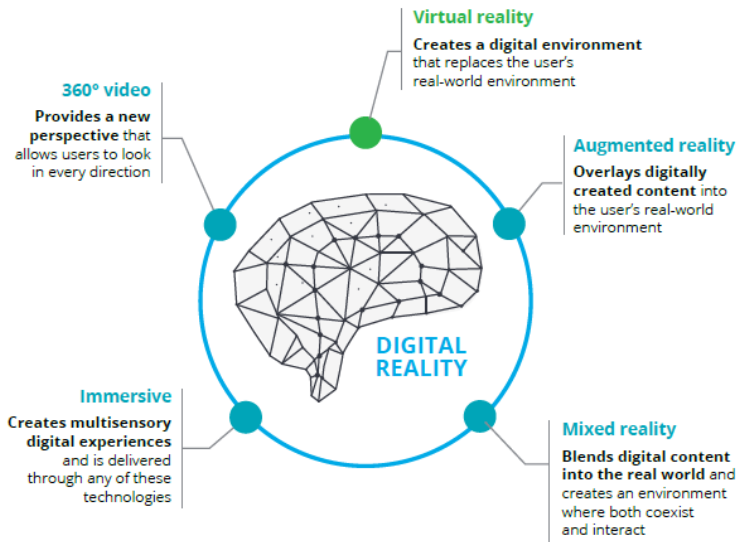 Virtual reality
Creates a digital environment
that replaces the user's
real-world environment
360° video
Provides a new
perspective that
allows users to look
in every direction
Augmented reality
Overlays digitally
created content into
the user's real-world
environment
DIGITAL
REALITY
Immersive
Creates multisensory
digital experiences
and is delivered
through any of these
technologies
Mixed reality
Blends digital content
into the real world and
creates an environment
where both coexist
and interact